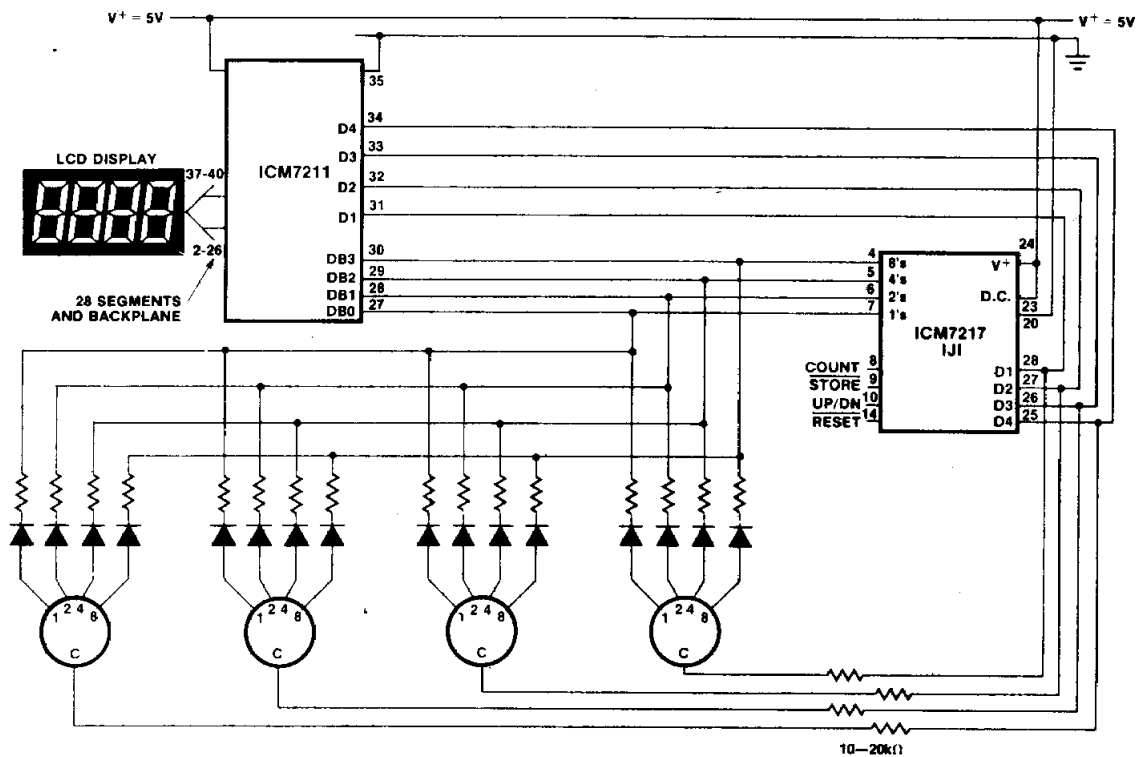 V+ = 5V
V+ = 5V
35
34
D4
33
D3
LCD DISPLAY
37-40
ICM7211
32
D2
31
D1
2-26
30
DB3
29
DB2
28
DB1
27
DB0
28 SEGMENTS
AND BACKPLANE
24
4
8's
V+
5
4's
6
2's
D.C.
23
7
1's
20
ICM7217
IJI
COUNT
8
D1
28
STORE
9
D2
27
UP/DN
10
D3
26
RESET
14
D4
25
1 2 4 8
1 2 4 8
1 2 4 8
1 2 4 8
C
C
C
C
10—20kΩ